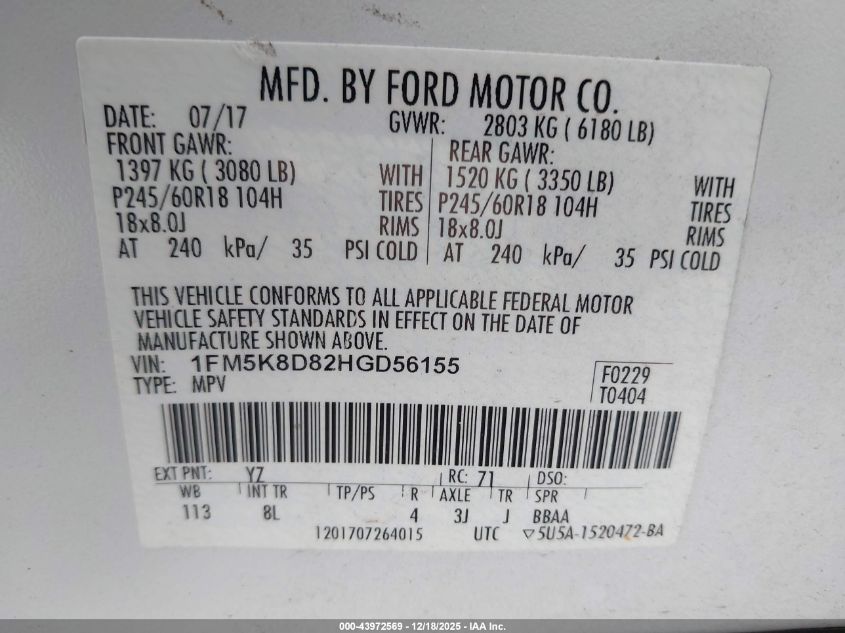 MFD. BY FORD MOTOR CO.
DATE: 07/17 GVWR: 2803 KG ( 6180 LB)
FRONT GAWR: REAR GAWR:
1397 KG ( 3080 LB) WITH 1520 KG ( 3350 LB) WITH
P245/60R18 104H TIRES P245/60R18 104H TIRES
18x8.0J RIMS 18x8.0J RIMS
AT 240 kPa/ 35 PSI COLD AT 240 kPa/ 35 PSI COLD
THIS VEHICLE CONFORMS TO ALL APPLICABLE FEDERAL MOTOR
VEHICLE SAFETY STANDARDS IN EFFECT ON THE DATE OF
MANUFACTURE SHOWN ABOVE.
VIN: 1FM5K8D82HGD56155
TYPE: MPV
F0229
T0404
EXT PNT: YZ RC: 71 DSO:
WB INT TR TP/PS R AXLE TR SPR
113 8L 4 3J J BBAA
1201707264015 UTC ▽5U5A-1520472-BA
000-43972569 - 12/18/2025 - IAA Inc.